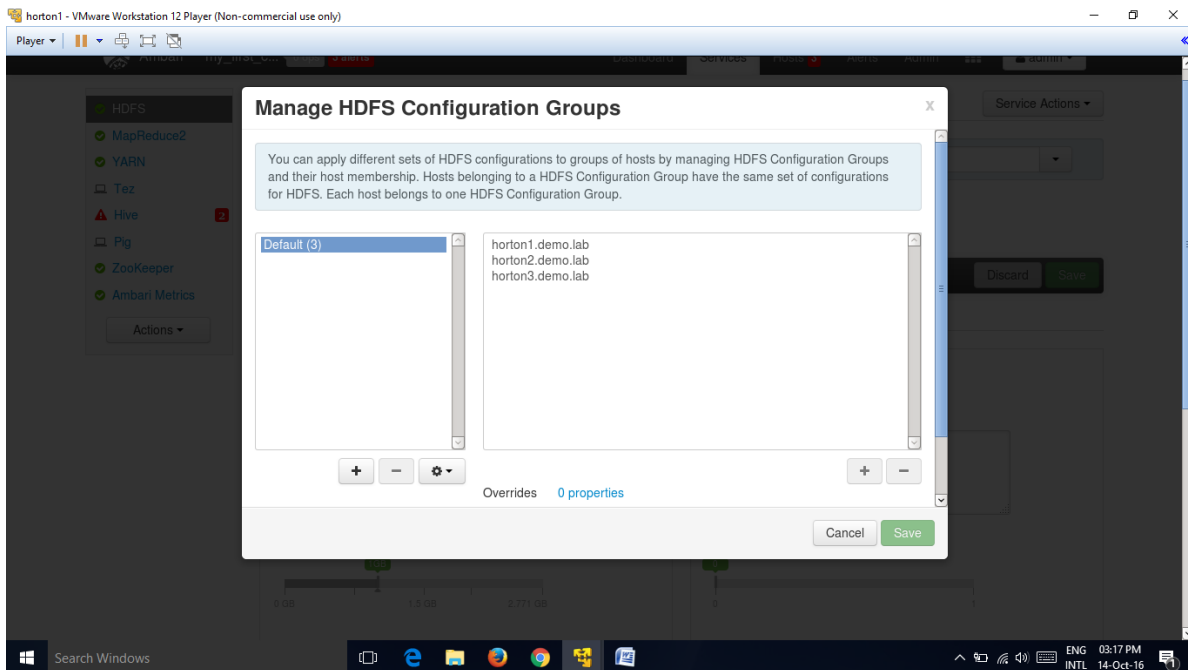 horton1 - VMware Workstation 12 Player (Non-commercial use only)
Player
Ambari my_first_c... 3 alerts Dashboard Services Hosts 3 Alerts Admin admin
HDFS
MapReduce2
YARN
Tez
Hive 2
Pig
ZooKeeper
Ambari Metrics
Actions
Service Actions
Manage HDFS Configuration Groups
x
You can apply different sets of HDFS configurations to groups of hosts by managing HDFS Configuration Groups
and their host membership. Hosts belonging to a HDFS Configuration Group have the same set of configurations
for HDFS. Each host belongs to one HDFS Configuration Group.
Default (3)
horton1.demo.lab
horton2.demo.lab
horton3.demo.lab
Overrides 0 properties
Cancel Save
Discard Save
1GB
0 GB 1.5 GB 2.771 GB
0
0 1
Search Windows
ENG 03:17 PM
INTL 14-Oct-16
1